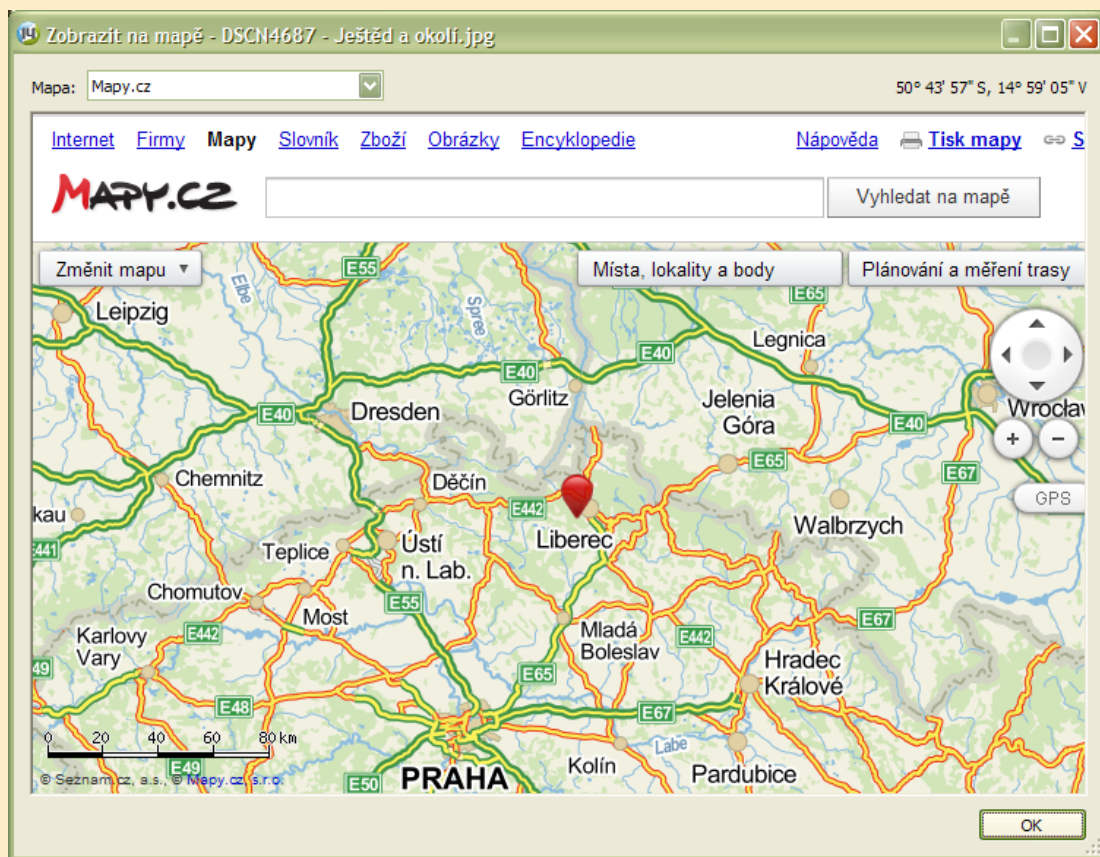 Zobrazit na mapě - DSCN4687 - Ještěd a okolí.jpg
Mapa: Mapy.cz
50° 43' 57" S, 14° 59' 05" V
Internet Firmy Mapy Slovník Zboží Obrázky Encyklopedie Nápověda Tisk mapy S
MAPY.CZ
Vyhledat na mapě
Změnit mapu
E55
Místa, lokality a body
Plánování a měření trasy
Elbe
Spree
E65
Leipzig
Legnica
E40
E40
Görlitz
Jelenia
Góra
Dresden
E40
Wrocław
E40
+ −
E65
E67
Chemnitz
Děčín
GPS
kau
E442
Walbrzych
E441
Teplice
Ústí
n. Lab.
Liberec
Chomutov
E55
Most
E67
Karlovy
Vary
E442
Mladá
Boleslav
E442
Hradec
Králové
49
E65
E48
E67
0 20 40 60 80 km
Labe
E49
Kolín
Pardubice
© Seznam.cz, a.s., © Mapy.cz, s.r.o.
E50
PRAHA
OK